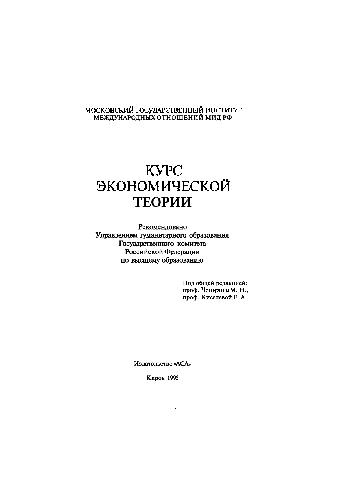 МОСКОВСКИЙ ГОСУДАРСТВЕННЫЙ ИНСТИТУТ
МЕЖДУНАРОДНЫХ ОТНОШЕНИЙ МИД РФ
КУРС
ЭКОНОМИЧЕСКОЙ
ТЕОРИИ
Рекомендовано
Управлением гуманитарного образования
Государственного комитета
Российской Федерации
по высшему образованию
Под общей редакцией:
проф. Чепурина М. Н.,
проф. Киселевой Е. А.
Издательство «АСА»
Киров 1995